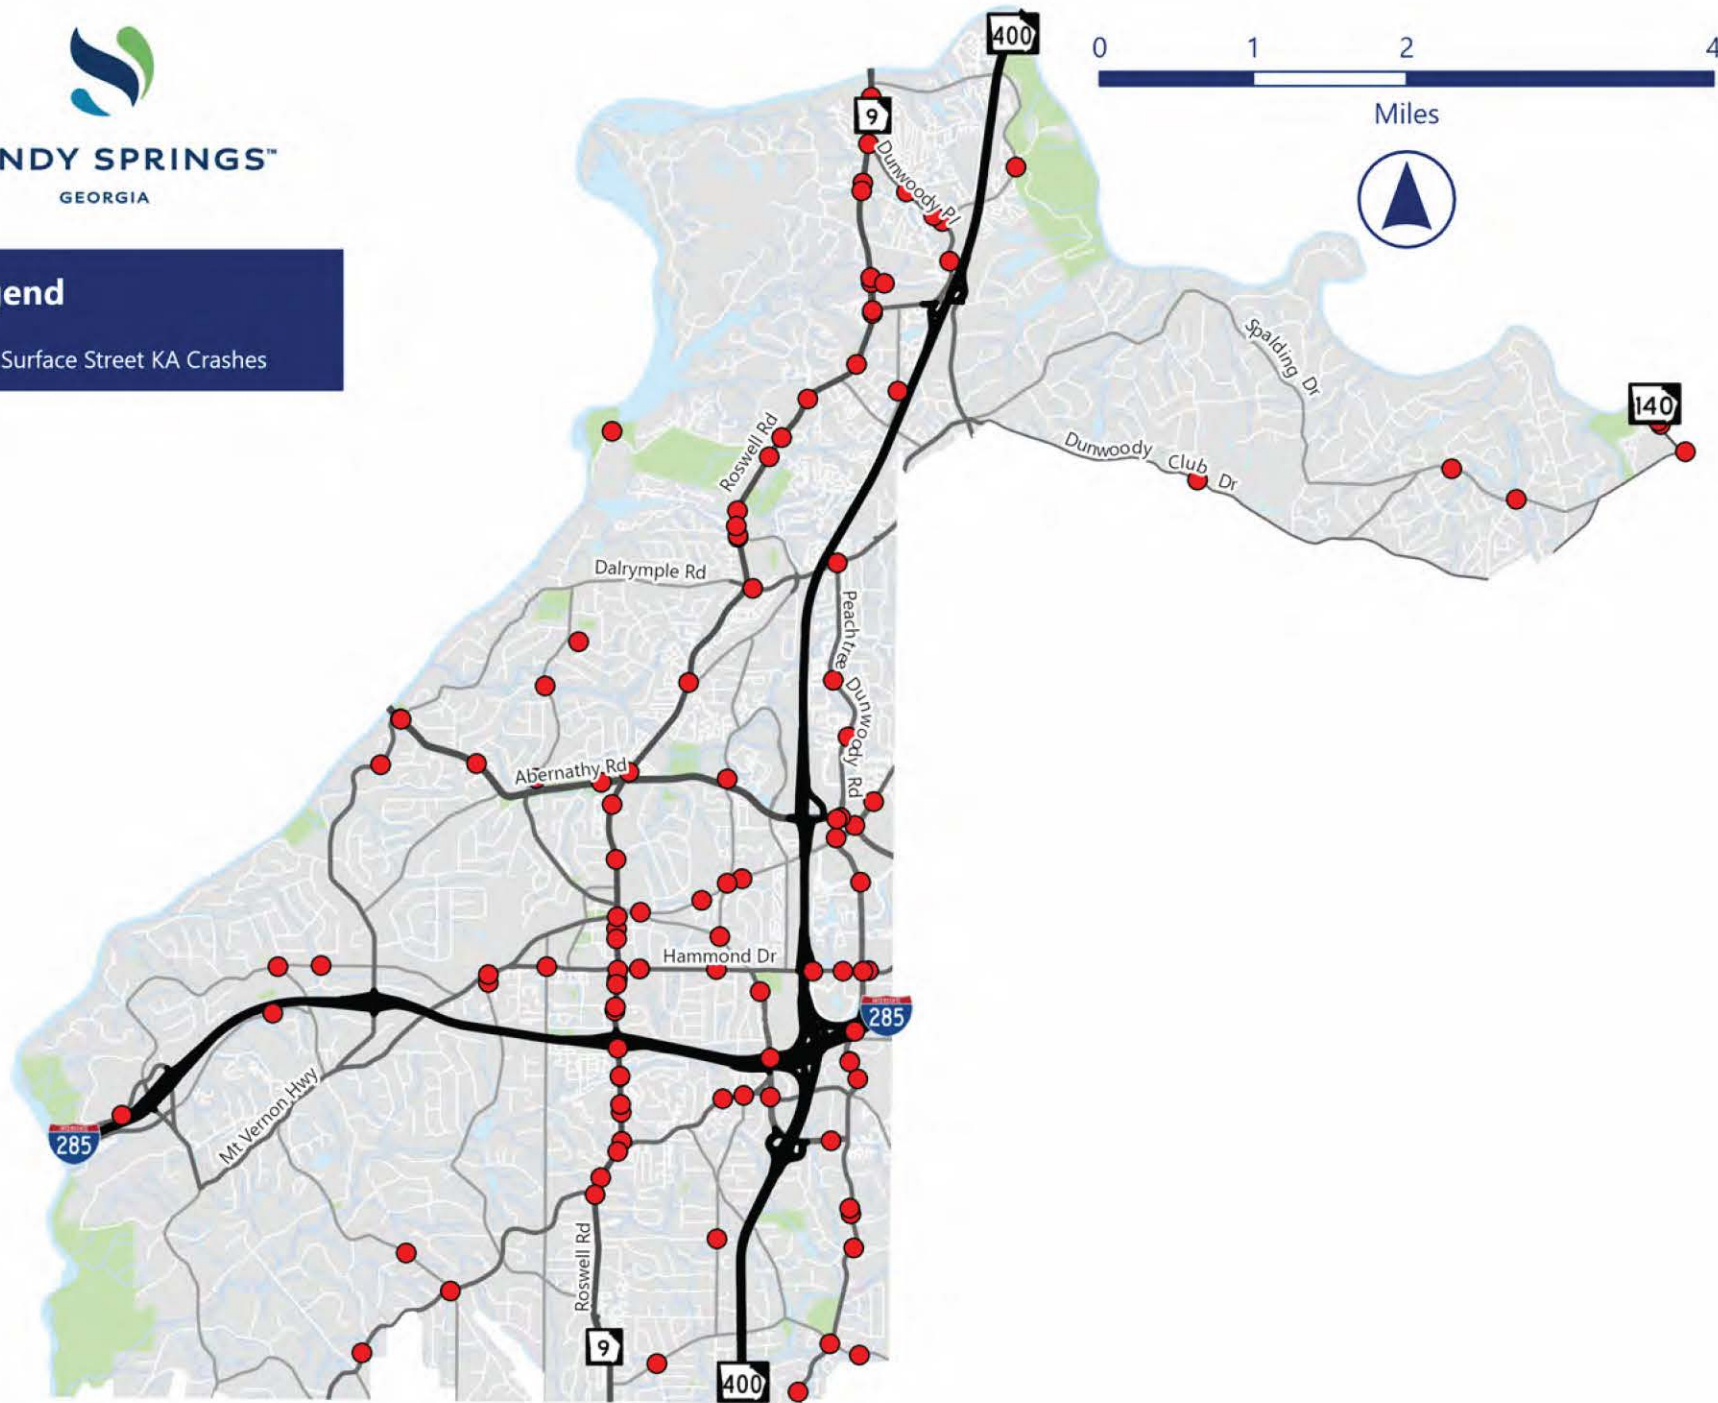 NDY SPRINGS™
GEORGIA
gend
Surface Street KA Crashes
400
0 1 2 4
Miles
9
Dunwoody Pl
Spalding Dr
140
Roswell Rd
Dunwoody Club Dr
Dalrymple Rd
Peachtree Dunwoody Rd
Abernathy Rd
Hammond Dr
285
Mt Vernon Hwy
285
Roswell Rd
9
400